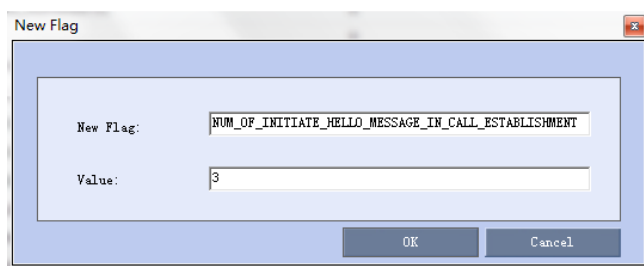 New Flag
New Flag: NUM_OF_INITIATE_HELLO_MESSAGE_IN_CALL_ESTABLISHMENT
Value: 3
OK Cancel